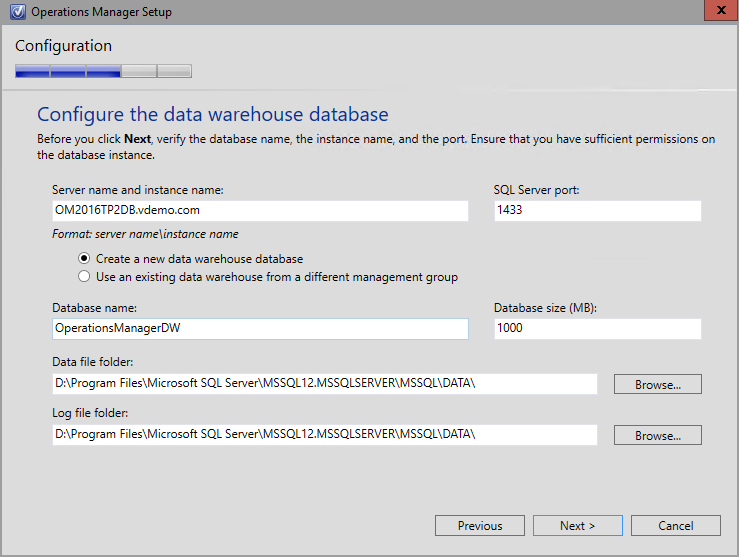 Operations Manager Setup
x
Configuration
Configure the data warehouse database
Before you click Next, verify the database name, the instance name, and the port. Ensure that you have sufficient permissions on
the database instance.
Server name and instance name:
SQL Server port:
OM2016TP2DB.vdemo.com
1433
Format: server name\instance name
Create a new data warehouse database
Use an existing data warehouse from a different management group
Database name:
Database size (MB):
OperationsManagerDW
1000
Data file folder:
D:\Program Files\Microsoft SQL Server\MSSQL12.MSSQLSERVER\MSSQL\DATA\
Browse...
Log file folder:
D:\Program Files\Microsoft SQL Server\MSSQL12.MSSQLSERVER\MSSQL\DATA\
Browse...
Previous
Next >
Cancel